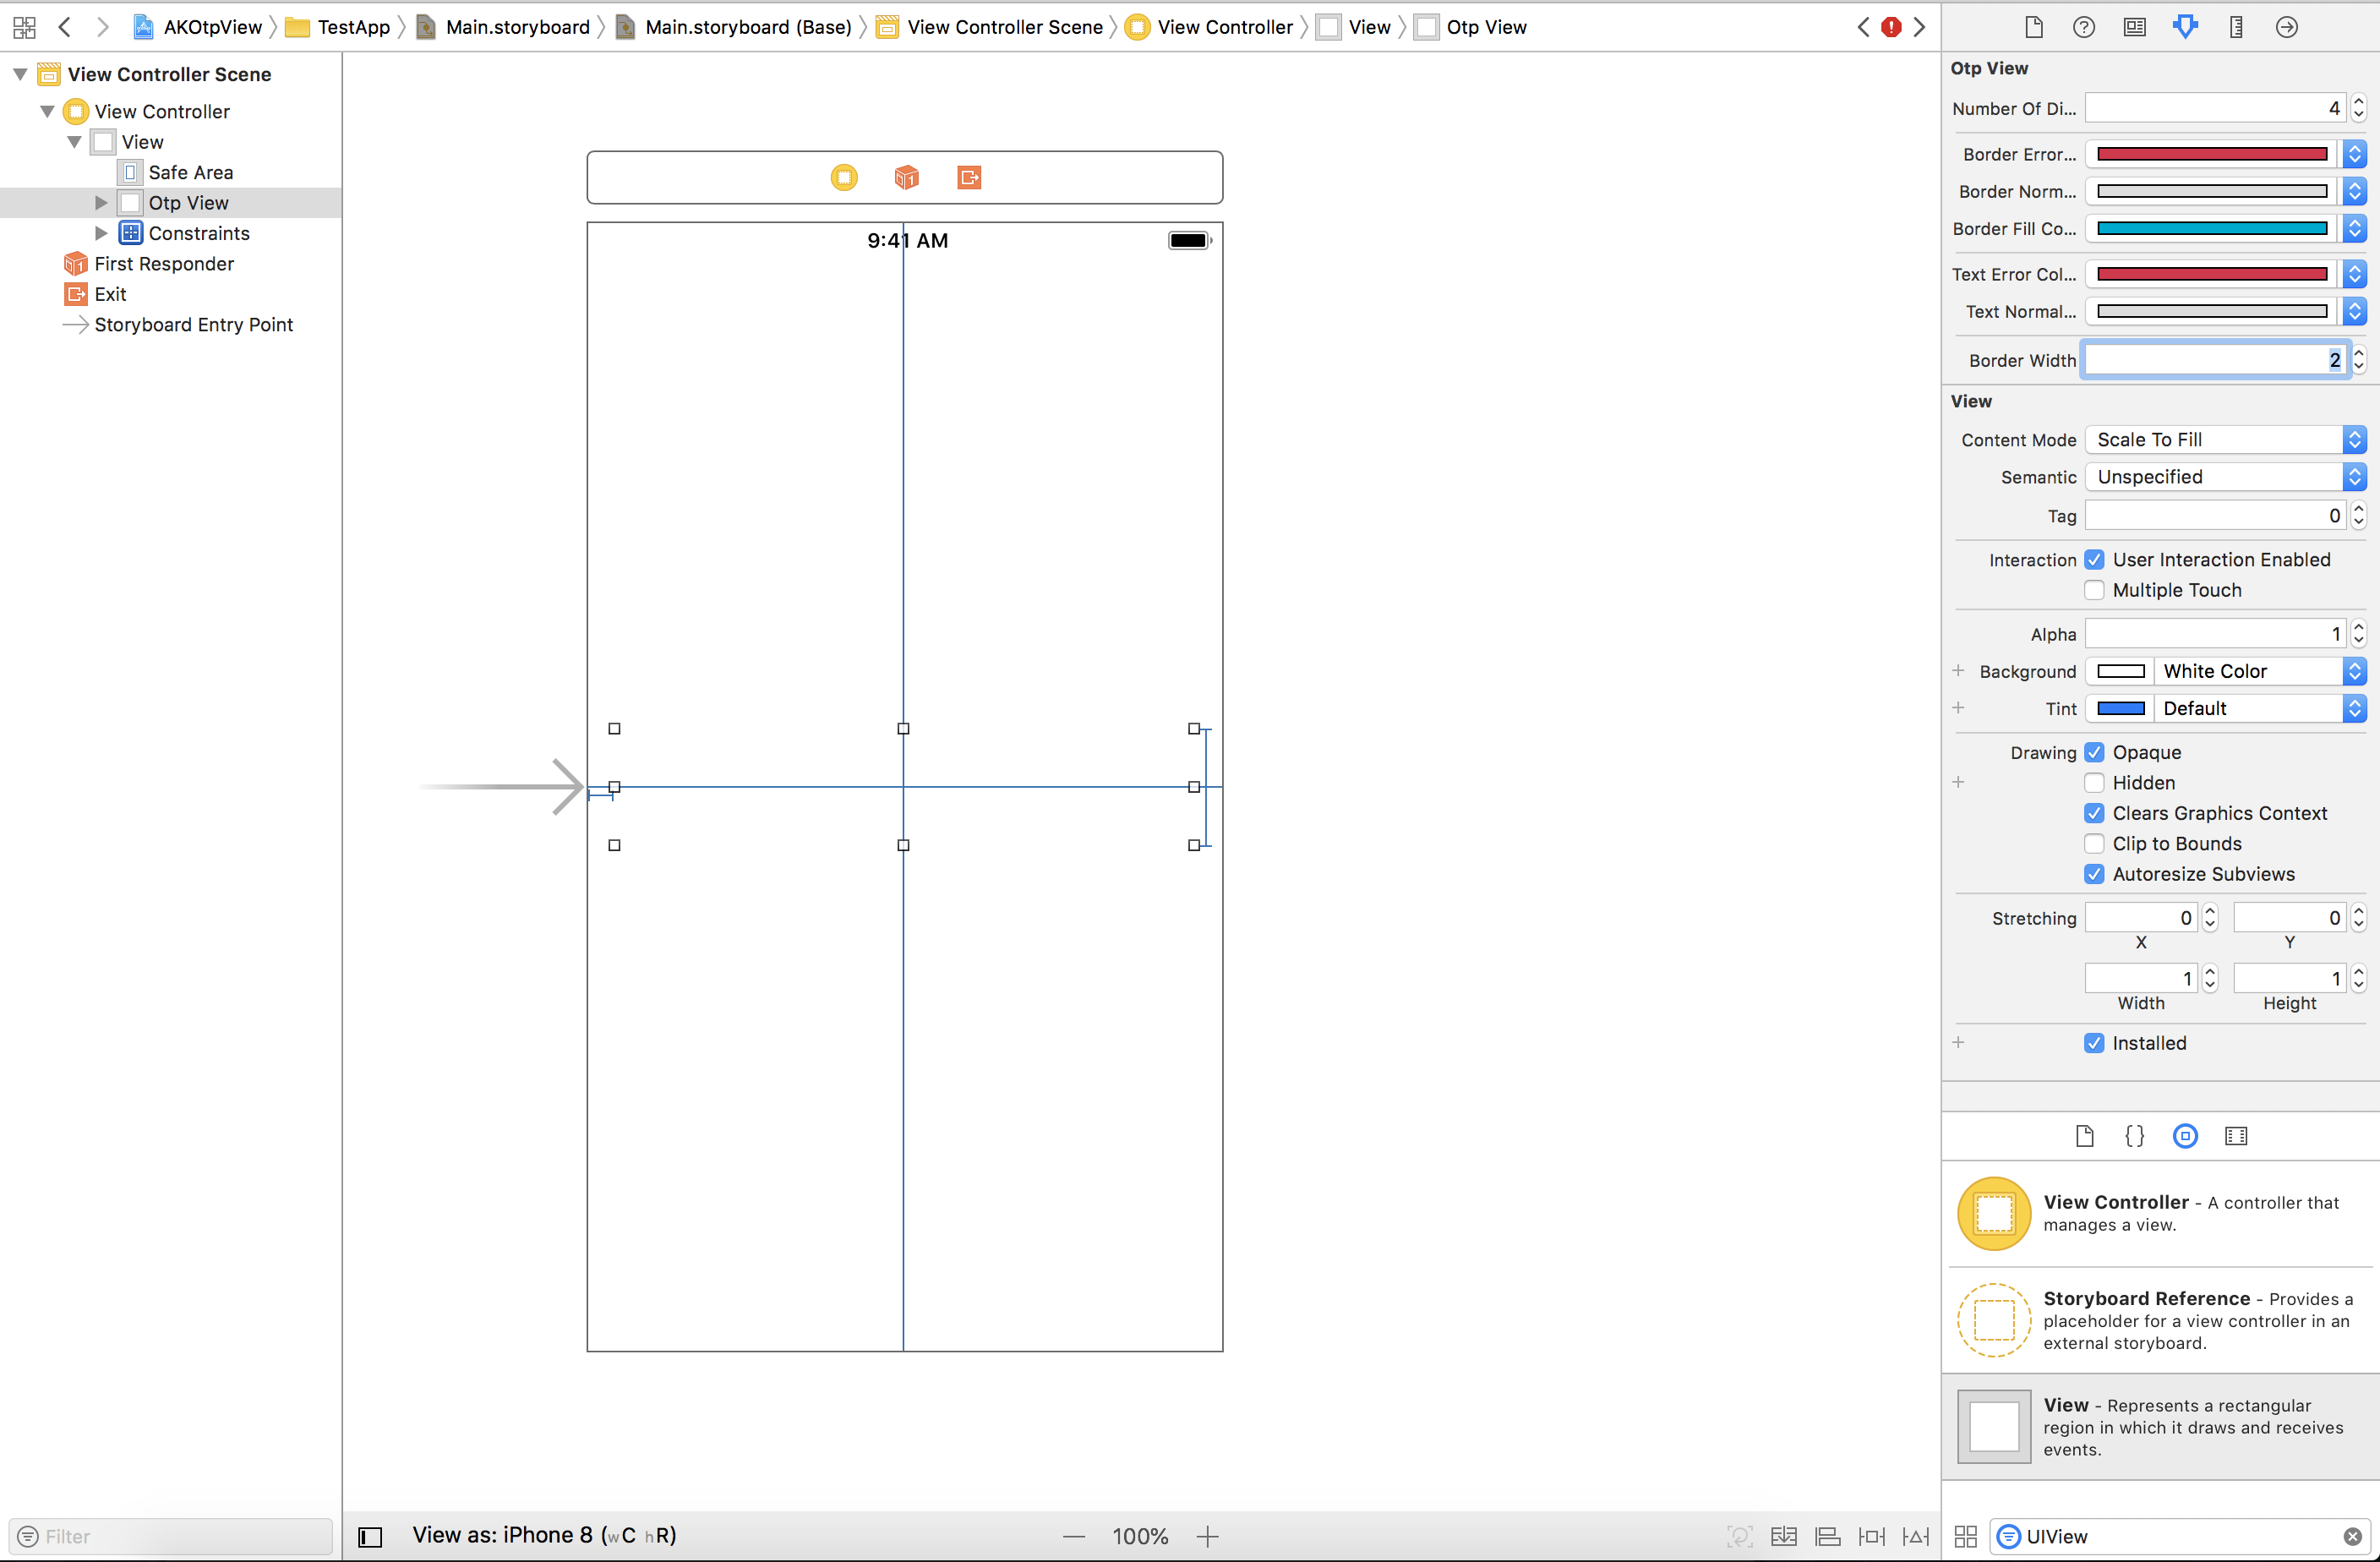 AKOtpView TestApp Main.storyboard Main.storyboard (Base) View Controller Scene View Controller View Otp View
View Controller Scene
View Controller
View
Safe Area
Otp View
Constraints
First Responder
Exit
Storyboard Entry Point
Filter
9:41 AM
View as: iPhone 8 (wC hR)
100%
Otp View
Number Of Di... 4
Border Error...
Border Norm...
Border Fill Co...
Text Error Col...
Text Normal...
Border Width 2
View
Content Mode Scale To Fill
Semantic Unspecified
Tag 0
Interaction User Interaction Enabled
Multiple Touch
Alpha 1
Background White Color
Tint Default
Drawing Opaque
Hidden
Clears Graphics Context
Clip to Bounds
Autoresize Subviews
Stretching 0 0
X Y
1 1
Width Height
Installed
View Controller - A controller that
manages a view.
Storyboard Reference - Provides a
placeholder for a view controller in an
external storyboard.
View - Represents a rectangular
region in which it draws and receives
events.
UIView